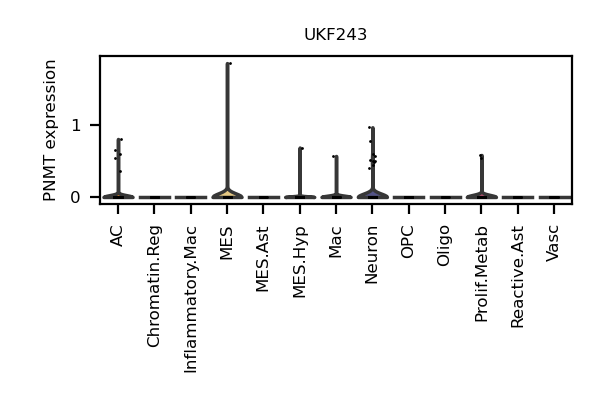 UKF243
PNMT expression
1
0
AC
Chromatin.Reg
Inflammatory.Mac
MES
MES.Ast
MES.Hyp
Mac
Neuron
OPC
Oligo
Prolif.Metab
Reactive.Ast
Vasc